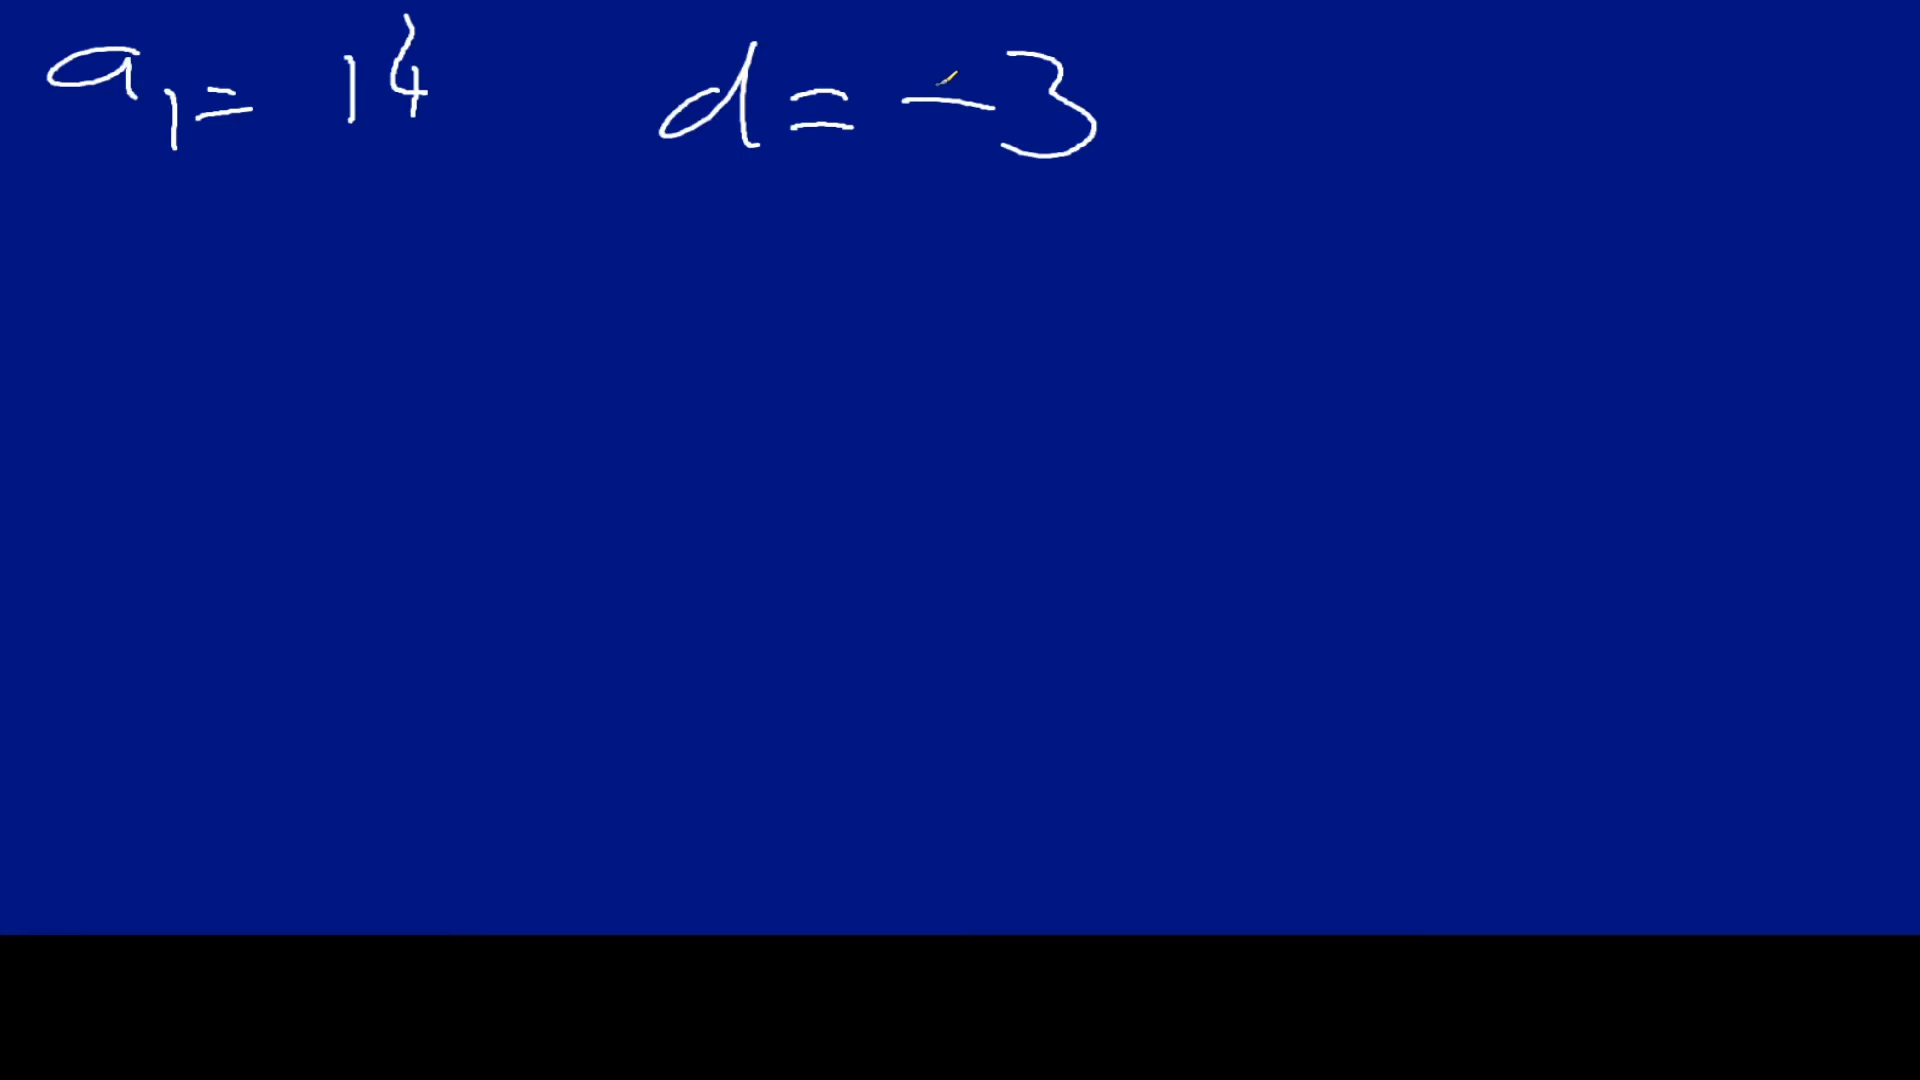 a₁ = 14 d = -3